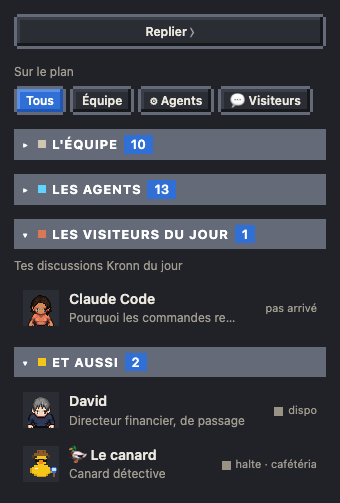 Replier ⟩
Sur le plan
Tous
Équipe
⚙ Agents
💬 Visiteurs
▸ L'ÉQUIPE 10
▸ LES AGENTS 13
▾ LES VISITEURS DU JOUR 1
Tes discussions Kronn du jour
Claude Code
Pourquoi les commandes re…
pas arrivé
▾ ET AUSSI 2
David
Directeur financier, de passage
dispo
🦆 Le canard
Canard détective
halte · cafétéria